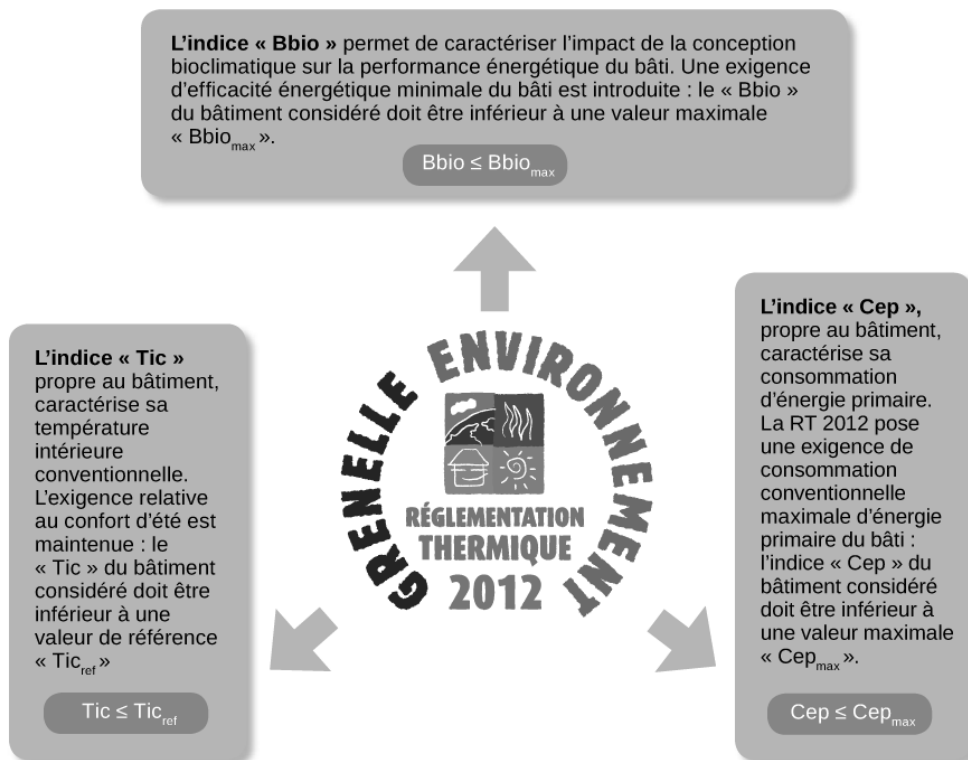 L'indice « Bbio » permet de caractériser l'impact de la conception
bioclimatique sur la performance énergétique du bâti. Une exigence
d'efficacité énergétique minimale du bâti est introduite : le « Bbio »
du bâtiment considéré doit être inférieur à une valeur maximale
« Bbiomax ».
Bbio ≤ Bbiomax
L'indice « Tic »
propre au bâtiment,
caractérise sa
température
intérieure
conventionnelle.
L'exigence relative
au confort d'été est
maintenue : le
« Tic » du bâtiment
considéré doit être
inférieur à une
valeur de référence
« Ticref »
Tic ≤ Ticref
GRENELLE ENVIRONNEMENT
RÉGLEMENTATION
THERMIQUE
2012
L'indice « Cep »,
propre au bâtiment,
caractérise sa
consommation
d'énergie primaire.
La RT 2012 pose
une exigence de
consommation
conventionnelle
maximale d'énergie
primaire du bâti :
l'indice « Cep » du
bâtiment considéré
doit être inférieur à
une valeur maximale
« Cepmax ».
Cep ≤ Cepmax